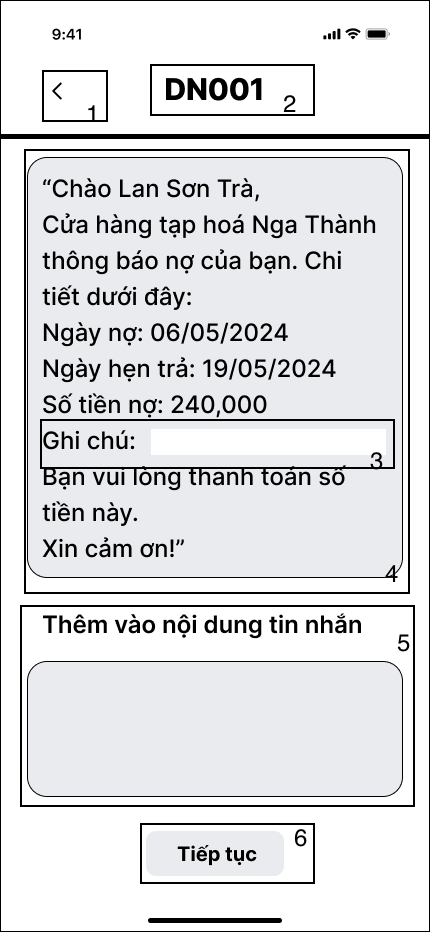 9:41
1
DN001
2
“Chào Lan Sơn Trà,
Cửa hàng tạp hoá Nga Thành
thông báo nợ của bạn. Chi
tiết dưới đây:
Ngày nợ: 06/05/2024
Ngày hẹn trả: 19/05/2024
Số tiền nợ: 240,000
Ghi chú:
3
Bạn vui lòng thanh toán số
tiền này.
Xin cảm ơn!”
4
Thêm vào nội dung tin nhắn
5
Tiếp tục
6